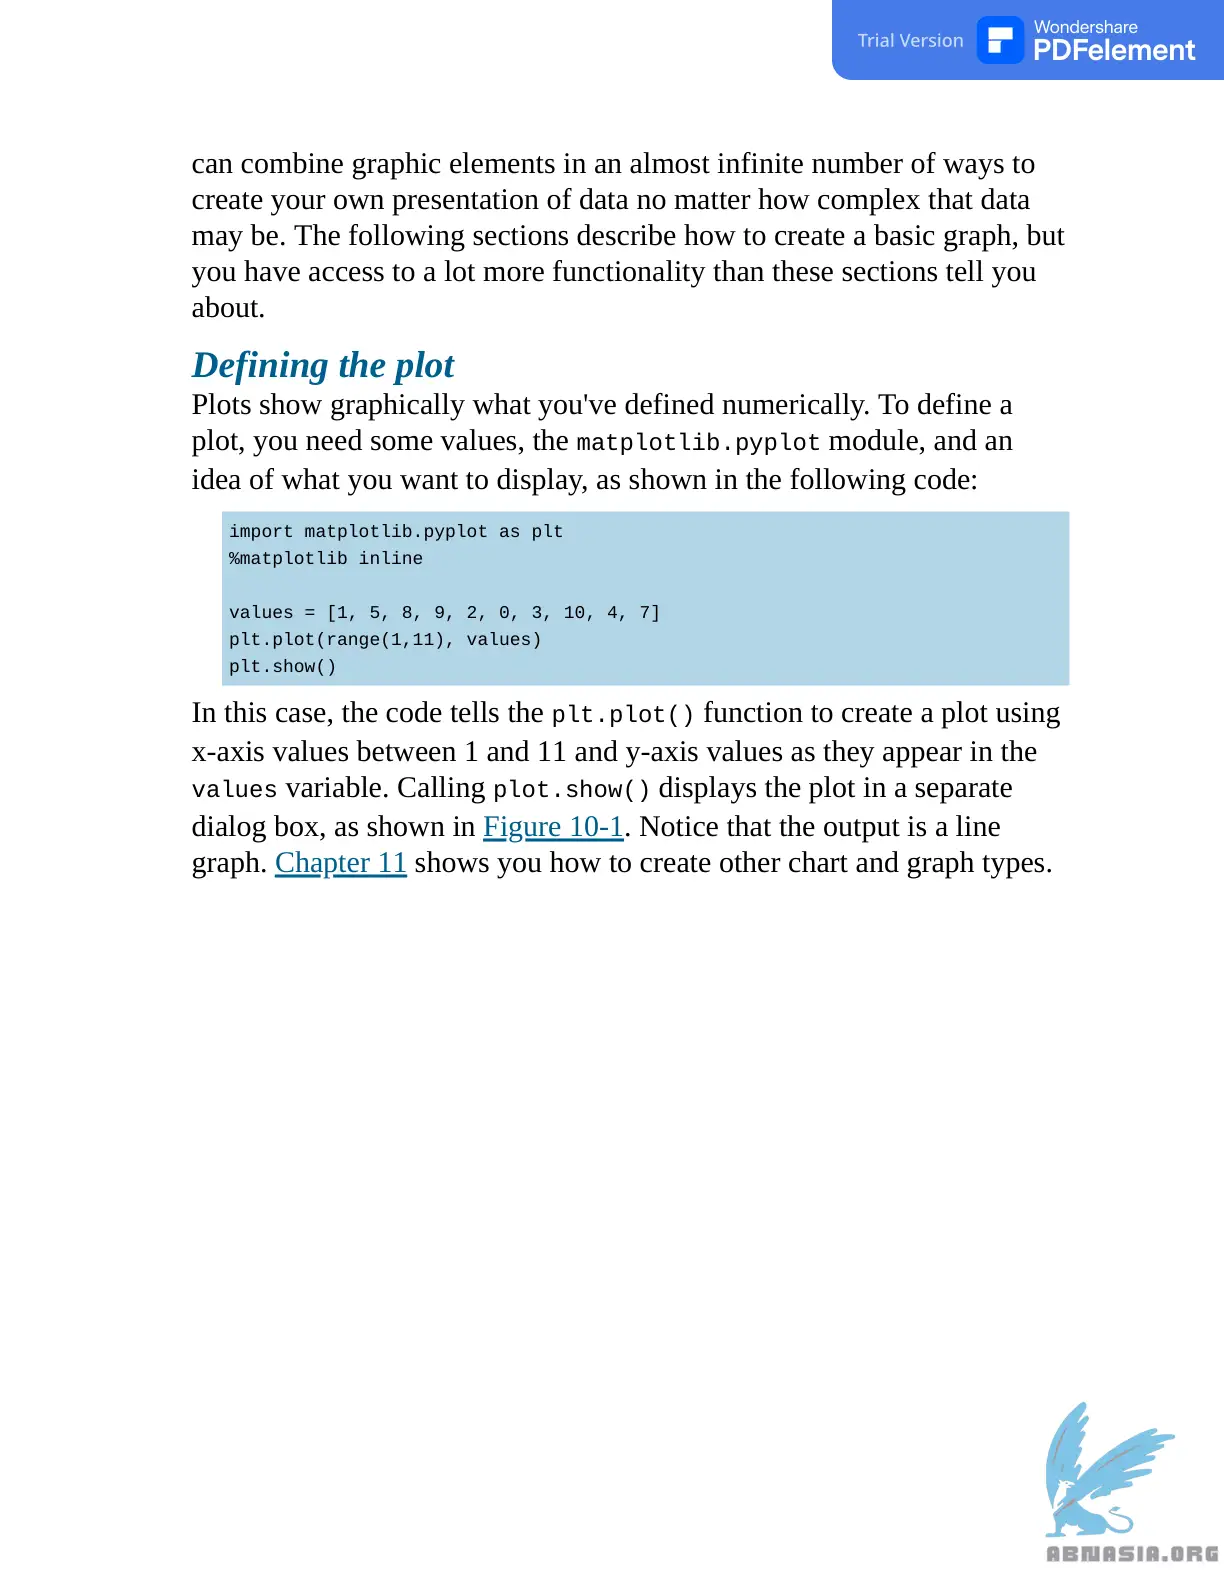 Trial Version
Wondershare
PDFelement
can combine graphic elements in an almost infinite number of ways to
create your own presentation of data no matter how complex that data
may be. The following sections describe how to create a basic graph, but
you have access to a lot more functionality than these sections tell you
about.
Defining the plot
Plots show graphically what you've defined numerically. To define a
plot, you need some values, the matplotlib.pyplot module, and an
idea of what you want to display, as shown in the following code:
import matplotlib.pyplot as plt
%matplotlib inline
values = [1, 5, 8, 9, 2, 0, 3, 10, 4, 7]
plt.plot(range(1,11), values)
plt.show()
In this case, the code tells the plt.plot() function to create a plot using
x-axis values between 1 and 11 and y-axis values as they appear in the
values variable. Calling plot.show() displays the plot in a separate
dialog box, as shown in Figure 10-1. Notice that the output is a line
graph. Chapter 11 shows you how to create other chart and graph types.
ABNASIA.ORG